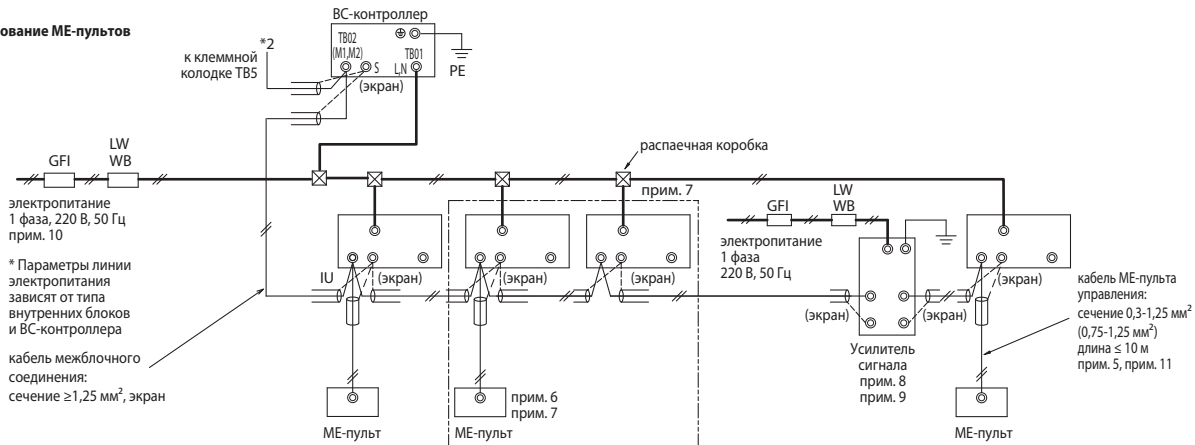 ование МЕ-пультов
ВС-контроллер
*2
к клеммной
колодке TB5
TB02
(M1,M2)
S
(экран)
TB01
L,N
PE
GFI
LW
WB
электропитание
1 фаза, 220 В, 50 Гц
прим. 10
* Параметры линии
электропитания
зависят от типа
внутренних блоков
и ВС-контроллера
кабель межблочного
соединения:
сечение ≥1,25 мм², экран
распаечная коробка
прим. 7
IU
(экран)
(экран)
(экран)
МЕ-пульт
МЕ-пульт
прим. 6
прим. 7
GFI
LW
WB
электропитание
1 фаза
220 В, 50 Гц
(экран)
(экран)
Усилитель
сигнала
прим. 8
прим. 9
(экран)
кабель МЕ-пульта
управления:
сечение 0,3-1,25 мм²
(0,75-1,25 мм²)
длина ≤ 10 м
прим. 5, прим. 11
МЕ-пульт